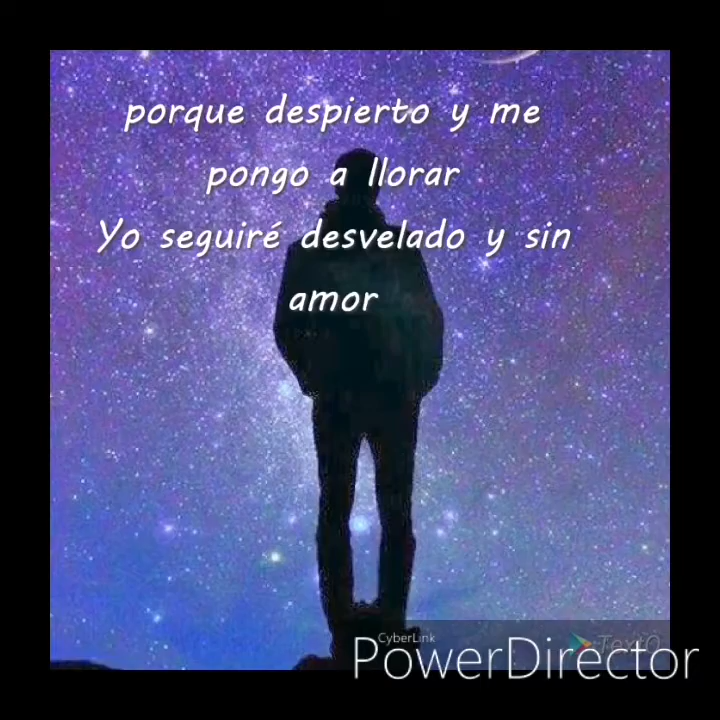 porque despierto y me
pongo a llorar
Yo seguiré desvelado y sin
amor
CyberLink
PowerDirector